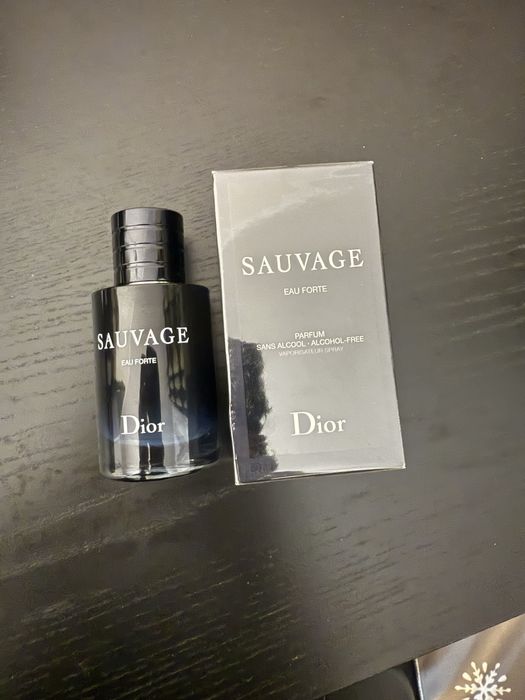 SAUVAGE
EAU FORTE
Dior
SAUVAGE
EAU FORTE
PARFUM
SANS ALCOOL - ALCOHOL-FREE
VAPORISATEUR SPRAY
Dior